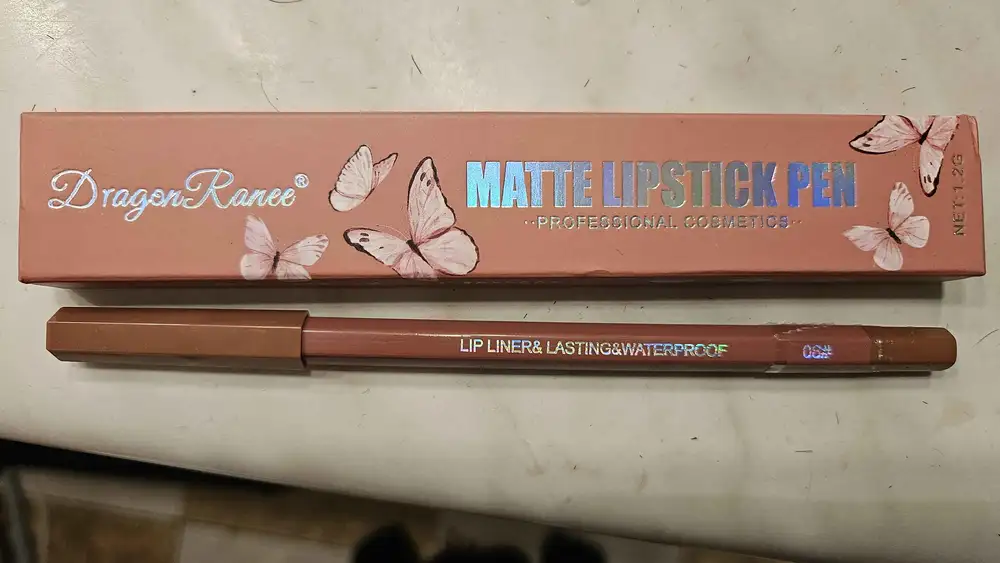 DragonRanee®
MATTE LIPSTICK PEN
··PROFESSIONAL COSMETICS··
NET:1.2G
LIP LINER& LASTING&WATERPROOF
08#